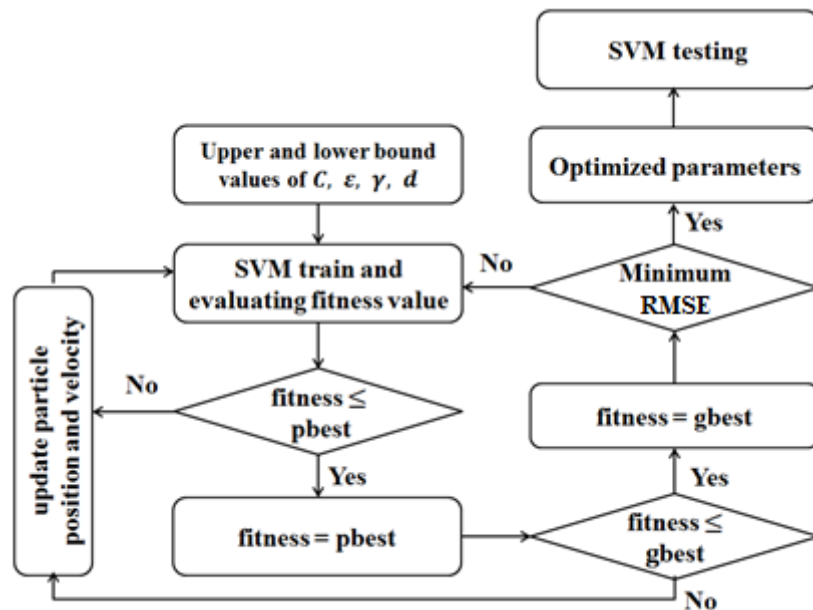 SVM testing
Optimized parameters
Yes
Minimum
RMSE
No
Upper and lower bound
values of C, ε, γ, d
SVM train and
evaluating fitness value
update particle
position and velocity
No
fitness ≤
pbest
Yes
fitness = pbest
fitness = gbest
Yes
fitness ≤
gbest
No